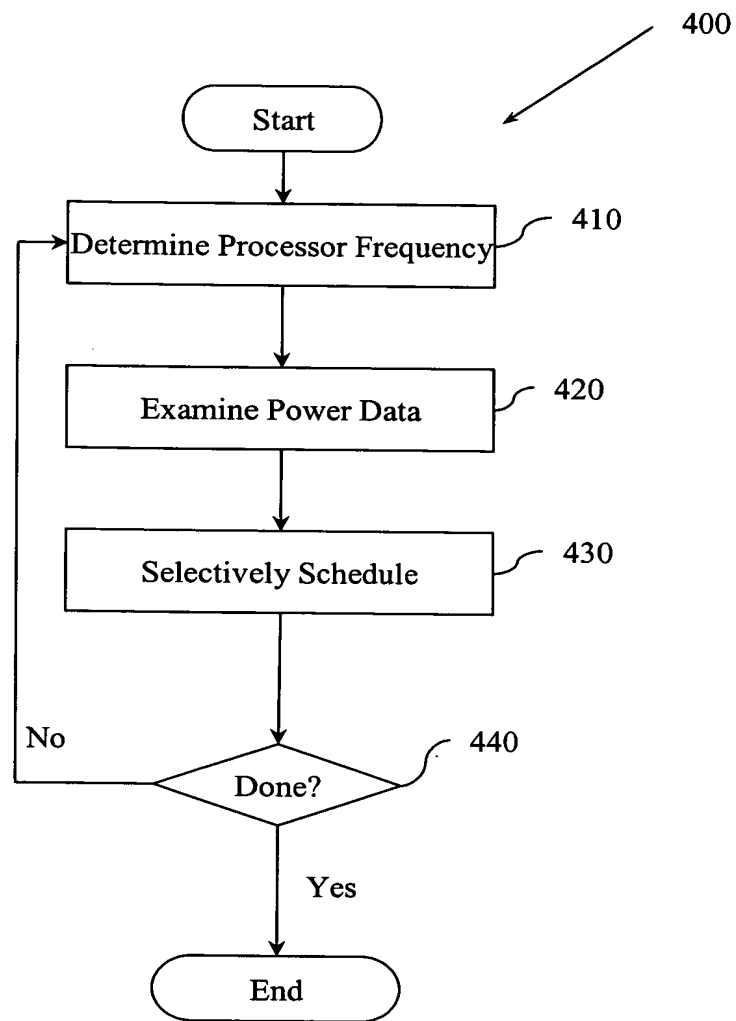 400
Start
Determine Processor Frequency
410
Examine Power Data
420
Selectively Schedule
430
No
Done?
440
Yes
End